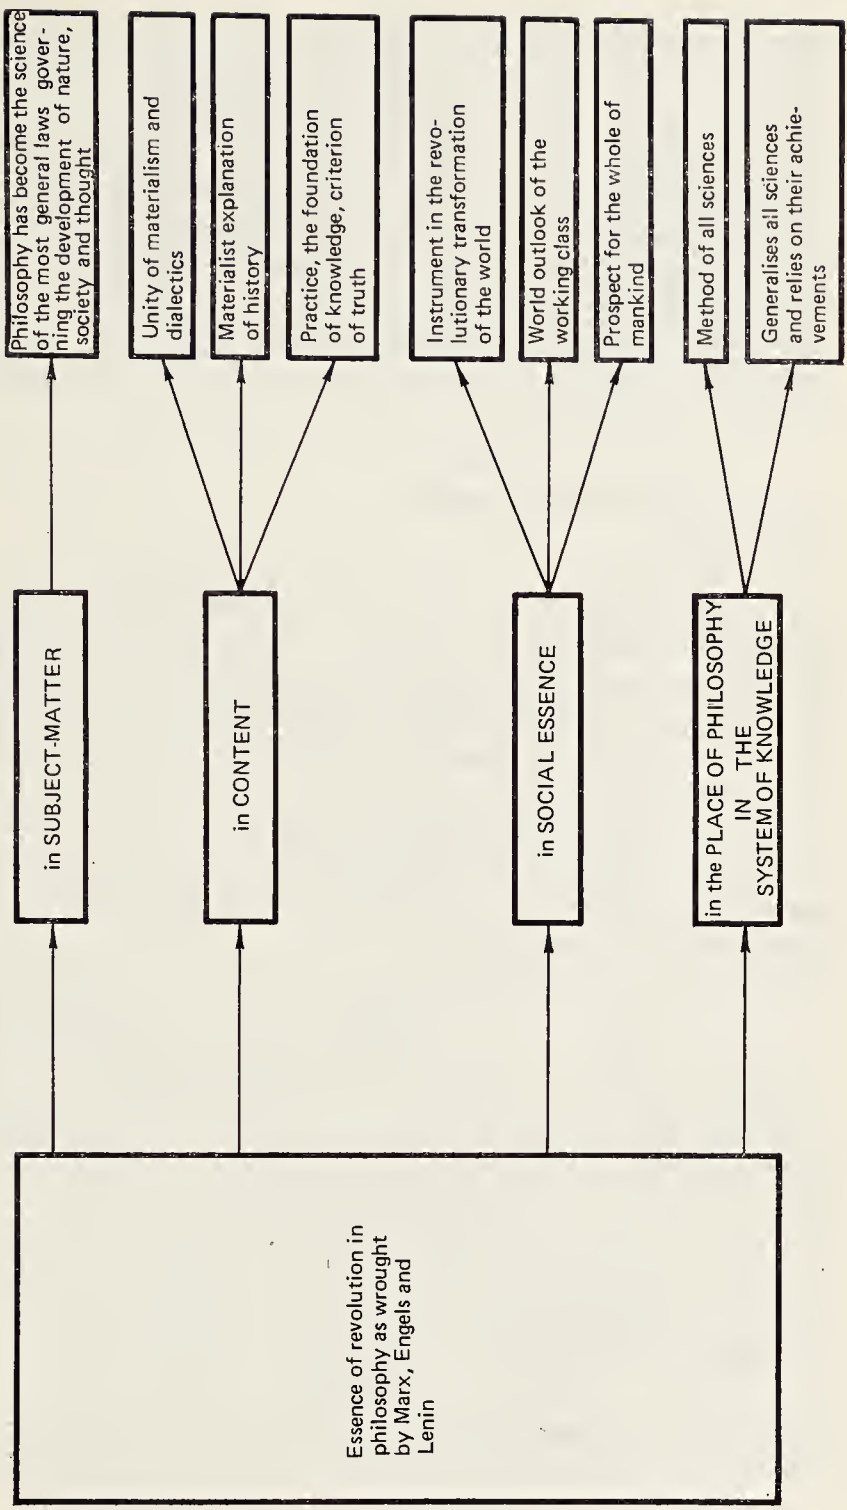 Essence of revolution in
philosophy as wrought
by Marx, Engels and
Lenin
in SUBJECT-MATTER
Philosophy has become the science
of the most general laws gover-
ning the development of nature,
society and thought
in CONTENT
Unity of materialism and
dialectics
Materialist explanation
of history
Practice, the foundation
of knowledge, criterion
of truth
in SOCIAL ESSENCE
Instrument in the revo-
lutionary transformation
of the world
World outlook of the
working class
Prospect for the whole of
mankind
in the PLACE OF PHILOSOPHY
IN THE
SYSTEM OF KNOWLEDGE
Method of all sciences
Generalises all sciences
and relies on their achie-
vements